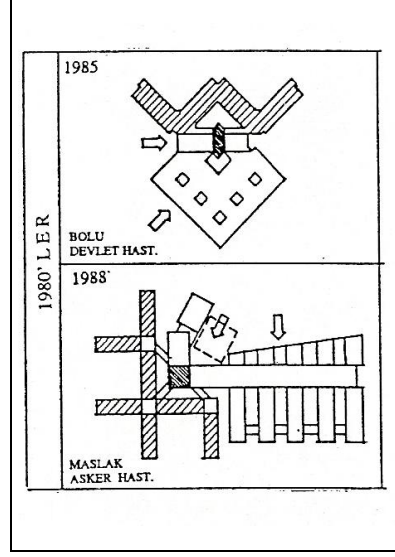 1980' LER
1985
BOLU
DEVLET HAST.
1988
MASLAK
ASKER HAST.